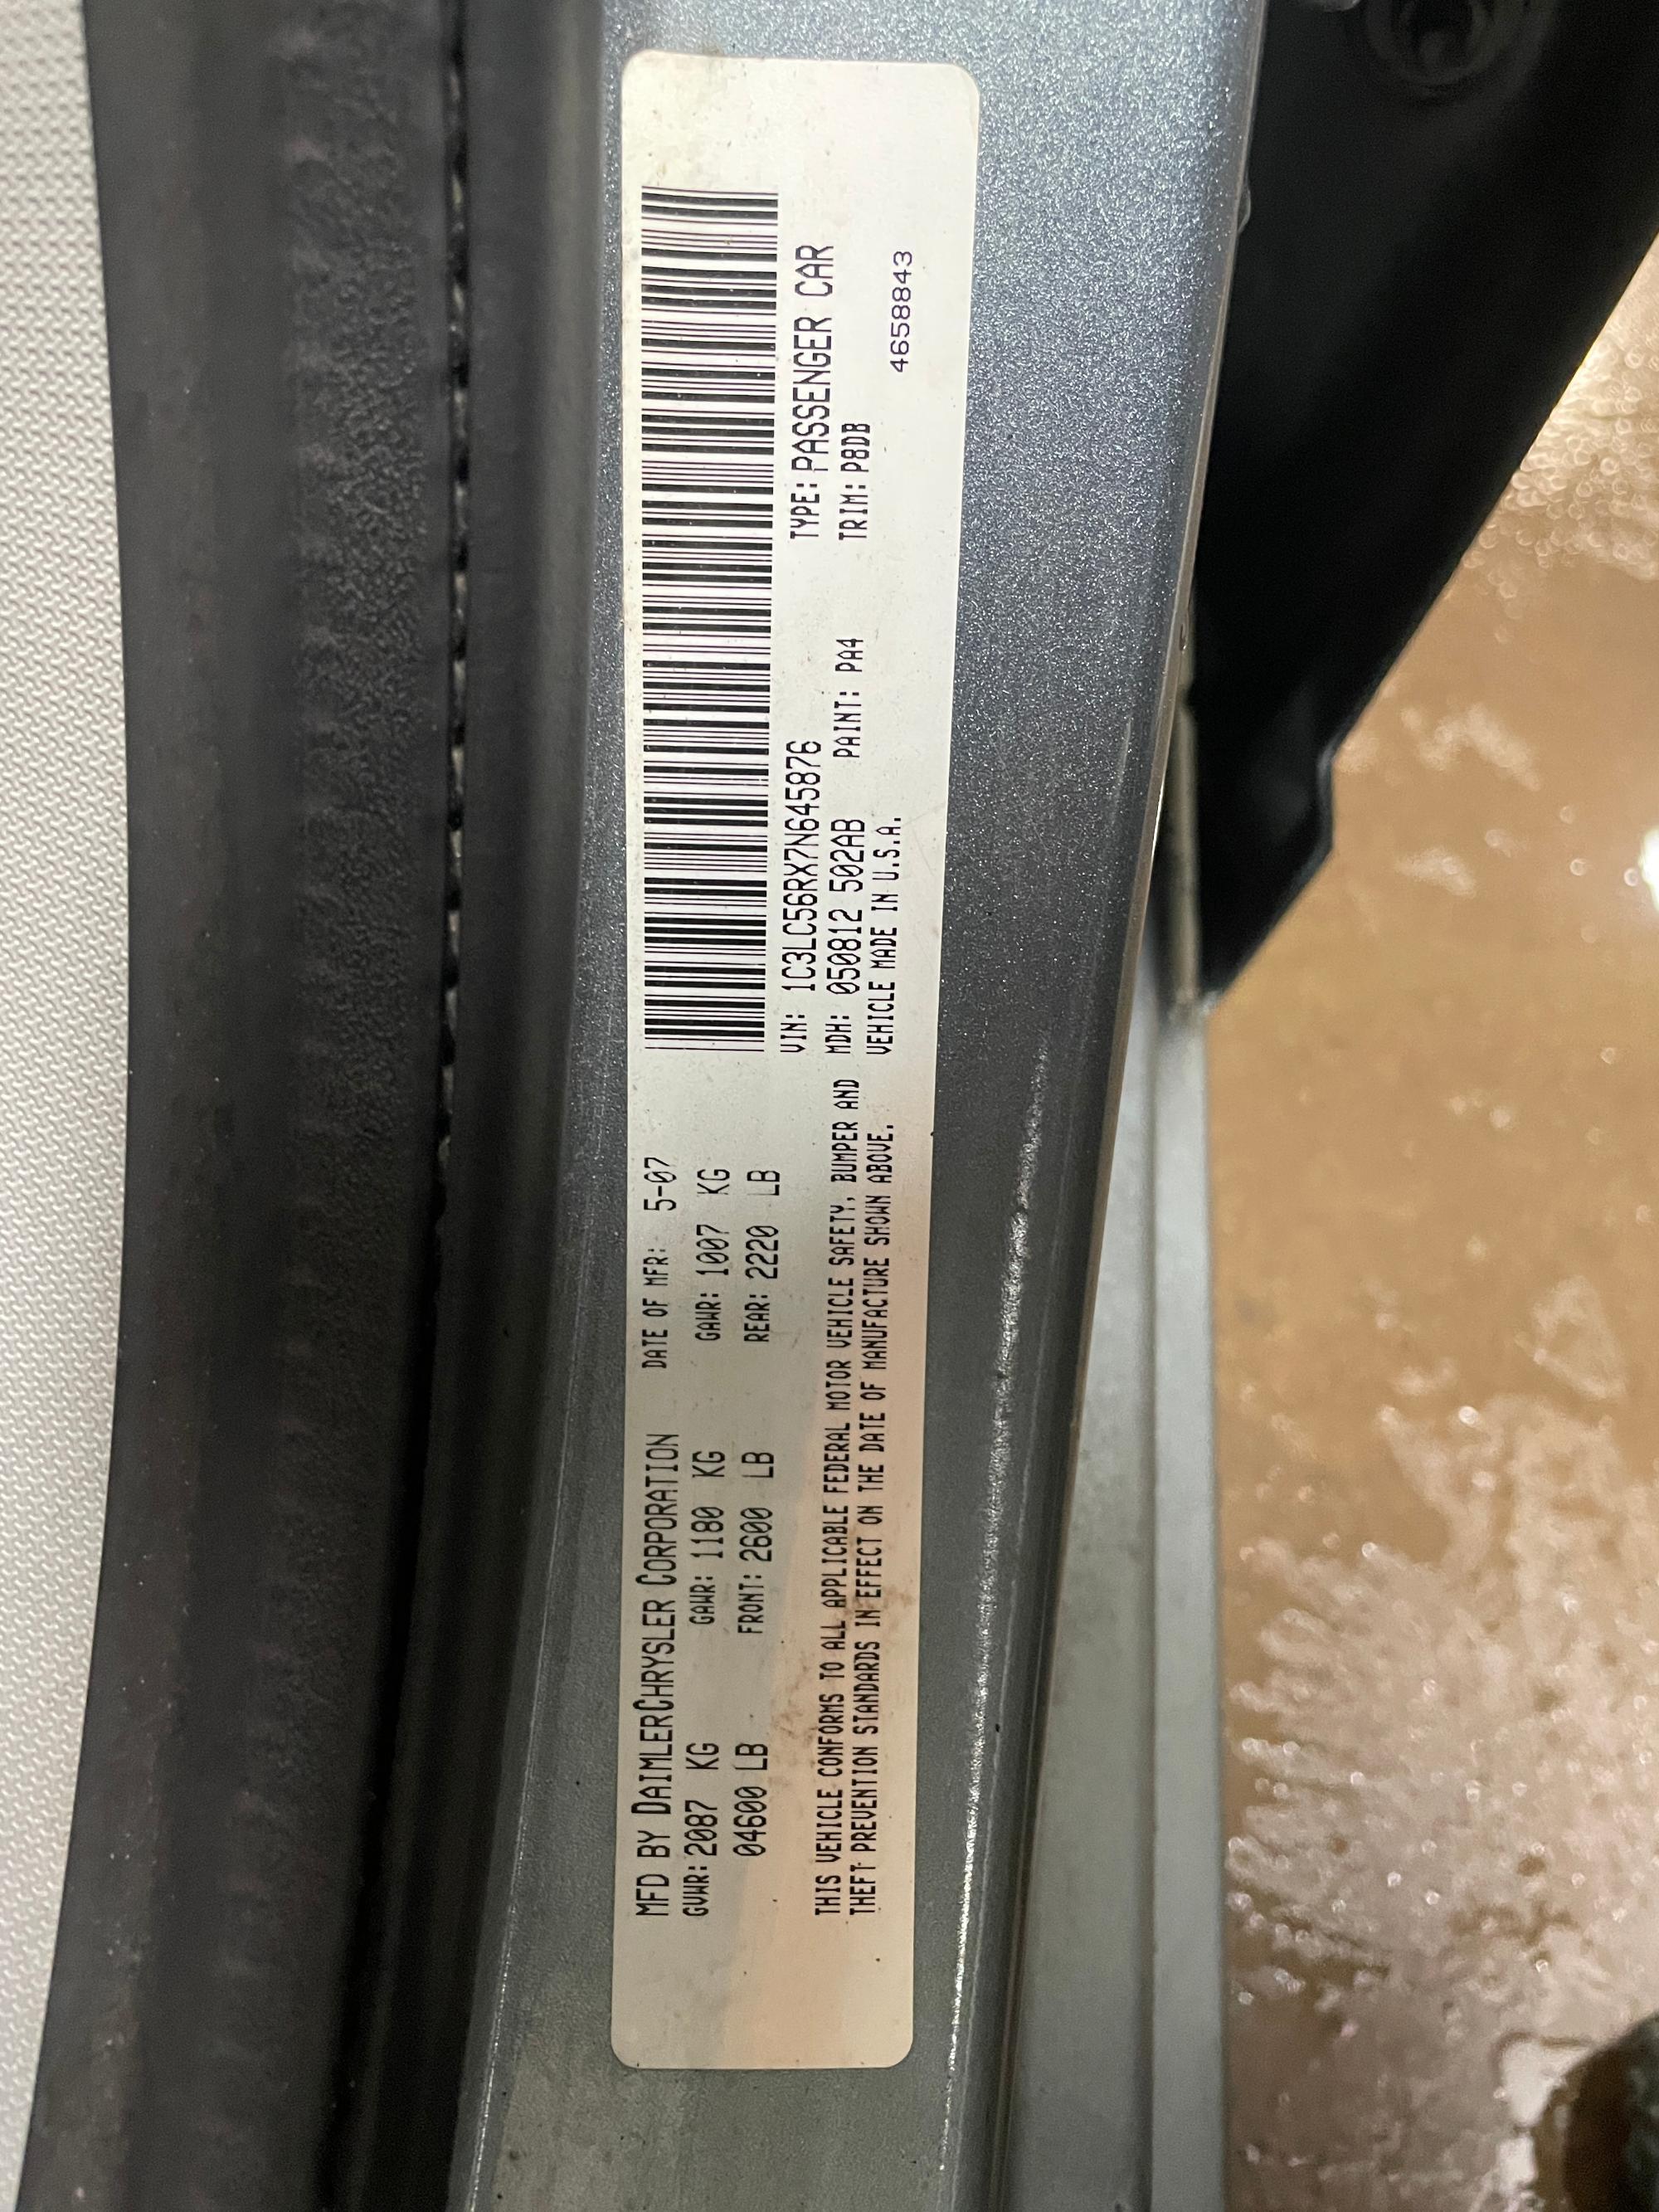 MFD BY DAIMLERCHRYSLER CORPORATION DATE OF MFR: 5-07
GVWR: 2087 KG GAWR: 1180 KG GAWR: 1007 KG
04600 LB FRONT: 2600 LB REAR: 2220 LB
THIS VEHICLE CONFORMS TO ALL APPLICABLE FEDERAL MOTOR VEHICLE SAFETY, BUMPER AND
THEFT PREVENTION STANDARDS IN EFFECT ON THE DATE OF MANUFACTURE SHOWN ABOVE.
VIN: 1C3LC56RX7N645876 TYPE: PASSENGER CAR
MDH: 050812 502AB PAINT: PA4 TRIM: P8DB
VEHICLE MADE IN U.S.A. 4658843